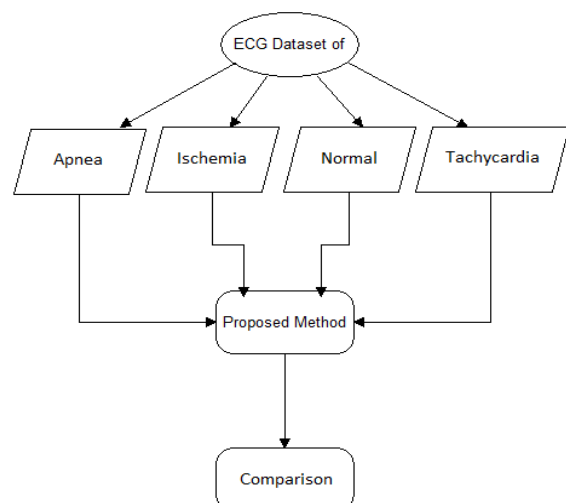 ECG Dataset of
Apnea
Ischemia
Normal
Tachycardia
Proposed Method
Comparison